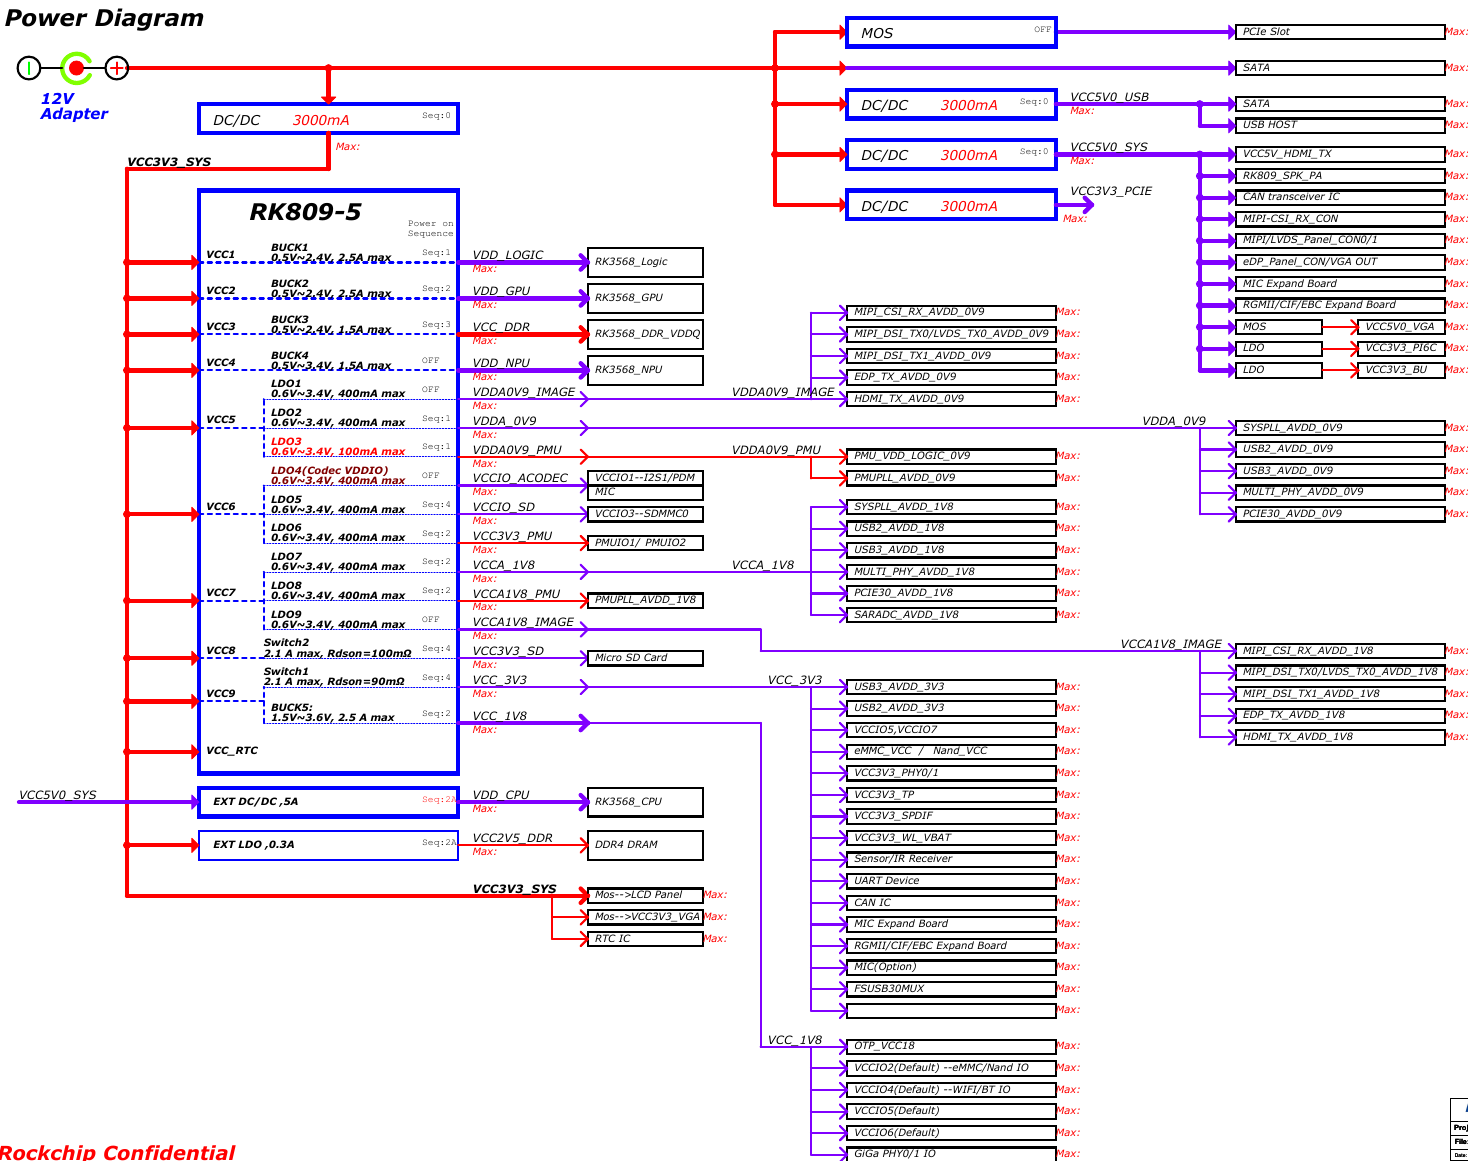 Power Diagram
12V
Adapter
DC/DC 3000mA Seq:0
Max:
VCC3V3_SYS
MOS OFF
PCIe Slot Max:
SATA Max:
DC/DC 3000mA Seq:0
VCC5V0_USB
Max:
SATA Max:
USB HOST Max:
DC/DC 3000mA Seq:0
VCC5V0_SYS
Max:
VCC5V_HDMI_TX Max:
RK809_SPK_PA Max:
CAN transceiver IC Max:
MIPI-CSI_RX_CON Max:
MIPI/LVDS_Panel_CON0/1 Max:
eDP_Panel_CON/VGA OUT Max:
MIC Expand Board Max:
RGMII/CIF/EBC Expand Board Max:
MOS VCC5V0_VGA Max:
LDO VCC3V3_PI6C Max:
LDO VCC3V3_BU Max:
DC/DC 3000mA
VCC3V3_PCIE
Max:
RK809-5
Power on
Sequence
VCC1
BUCK1
0.5V~2.4V, 2.5A max
Seq:1
VDD_LOGIC
Max:
RK3568_Logic
VCC2
BUCK2
0.5V~2.4V, 2.5A max
Seq:2
VDD_GPU
Max:
RK3568_GPU
VCC3
BUCK3
0.5V~2.4V, 1.5A max
Seq:3
VCC_DDR
Max:
RK3568_DDR_VDDQ
VCC4
BUCK4
0.5V~3.4V, 1.5A max
OFF
VDD_NPU
Max:
RK3568_NPU
VCC5
LDO1
0.6V~3.4V, 400mA max
OFF
VDDA0V9_IMAGE
Max:
VDDA0V9_IMAGE
MIPI_CSI_RX_AVDD_0V9 Max:
MIPI_DSI_TX0/LVDS_TX0_AVDD_0V9 Max:
MIPI_DSI_TX1_AVDD_0V9 Max:
EDP_TX_AVDD_0V9 Max:
HDMI_TX_AVDD_0V9 Max:
LDO2
0.6V~3.4V, 400mA max
Seq:1
VDDA_0V9
Max:
VDDA_0V9
SYSPLL_AVDD_0V9 Max:
USB2_AVDD_0V9 Max:
USB3_AVDD_0V9 Max:
MULTI_PHY_AVDD_0V9 Max:
PCIE30_AVDD_0V9 Max:
LDO3
0.6V~3.4V, 100mA max
Seq:1
VDDA0V9_PMU
Max:
VDDA0V9_PMU
PMU_VDD_LOGIC_0V9 Max:
PMUPLL_AVDD_0V9 Max:
VCC6
LDO4(Codec VDDIO)
0.6V~3.4V, 400mA max
OFF
VCCIO_ACODEC
Max:
VCCIO1--I2S1/PDM
MIC
LDO5
0.6V~3.4V, 400mA max
Seq:4
VCCIO_SD
Max:
VCCIO3--SDMMC0
LDO6
0.6V~3.4V, 400mA max
Seq:2
VCC3V3_PMU
Max:
PMUIO1/ PMUIO2
VCC7
LDO7
0.6V~3.4V, 400mA max
Seq:2
VCCA_1V8
Max:
VCCA_1V8
SYSPLL_AVDD_1V8 Max:
USB2_AVDD_1V8 Max:
USB3_AVDD_1V8 Max:
MULTI_PHY_AVDD_1V8 Max:
PCIE30_AVDD_1V8 Max:
SARADC_AVDD_1V8 Max:
LDO8
0.6V~3.4V, 400mA max
Seq:2
VCCA1V8_PMU
Max:
PMUPLL_AVDD_1V8
LDO9
0.6V~3.4V, 400mA max
OFF
VCCA1V8_IMAGE
Max:
VCCA1V8_IMAGE
MIPI_CSI_RX_AVDD_1V8 Max:
MIPI_DSI_TX0/LVDS_TX0_AVDD_1V8 Max:
MIPI_DSI_TX1_AVDD_1V8 Max:
EDP_TX_AVDD_1V8 Max:
HDMI_TX_AVDD_1V8 Max:
VCC8
Switch2
2.1 A max, Rdson=100mΩ
Seq:4
VCC3V3_SD
Max:
Micro SD Card
VCC9
Switch1
2.1 A max, Rdson=90mΩ
Seq:4
VCC_3V3
Max:
VCC_3V3
USB3_AVDD_3V3 Max:
USB2_AVDD_3V3 Max:
VCCIO5,VCCIO7 Max:
eMMC_VCC / Nand_VCC Max:
VCC3V3_PHY0/1 Max:
VCC3V3_TP Max:
VCC3V3_SPDIF Max:
VCC3V3_WL_VBAT Max:
Sensor/IR Receiver Max:
UART Device Max:
CAN IC Max:
MIC Expand Board Max:
RGMII/CIF/EBC Expand Board Max:
MIC(Option) Max:
FSUSB30MUX Max:
Max:
BUCK5:
1.5V~3.6V, 2.5 A max
Seq:2
VCC_1V8
Max:
VCC_RTC
VCC5V0_SYS
EXT DC/DC ,5A Seq:2A
VDD_CPU
Max:
RK3568_CPU
EXT LDO ,0.3A Seq:2A
VCC2V5_DDR
Max:
DDR4 DRAM
VCC3V3_SYS
Mos-->LCD Panel Max:
Mos-->VCC3V3_VGA Max:
RTC IC Max:
VCC_1V8
OTP_VCC18 Max:
VCCIO2(Default) --eMMC/Nand IO Max:
VCCIO4(Default) --WIFI/BT IO Max:
VCCIO5(Default) Max:
VCCIO6(Default) Max:
GiGa PHY0/1 IO Max:
Rockchip Confidential
Proj
File:
Date: